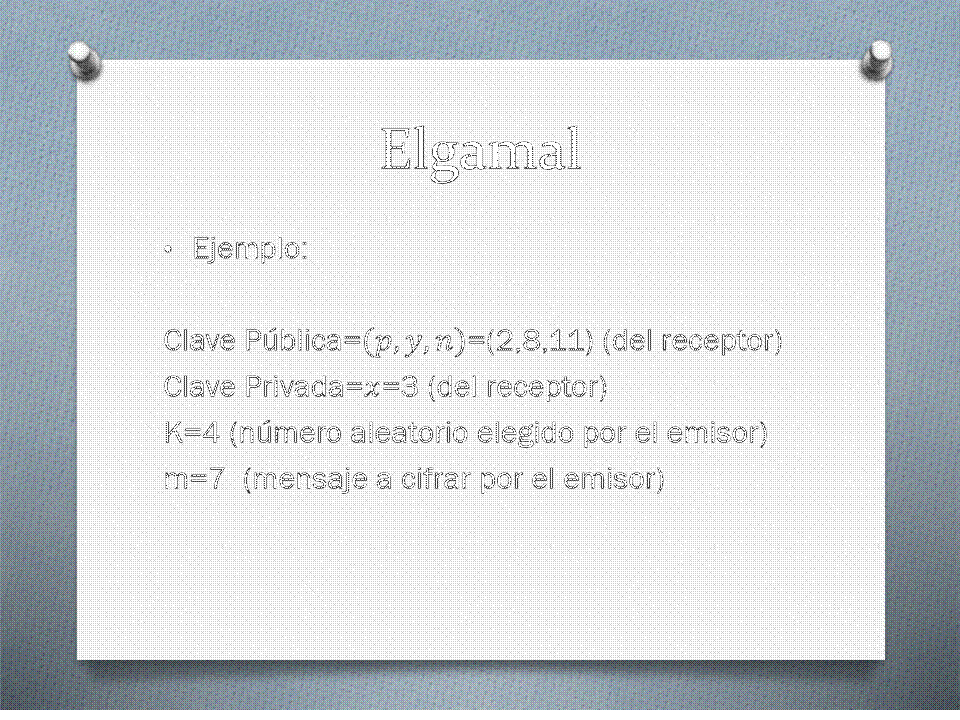 Elgamal
• Ejemplo:
Clave Pública=(p, y, n)=(2,8,11) (del receptor)
Clave Privada=x=3 (del receptor)
K=4 (número aleatorio elegido por el emisor)
m=7 (mensaje a cifrar por el emisor)